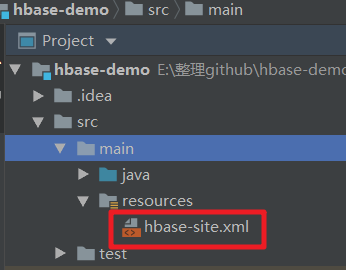 hbase-demo src main
Project
hbase-demo E:\整理github\hbase-demo
.idea
src
main
java
resources
hbase-site.xml
test